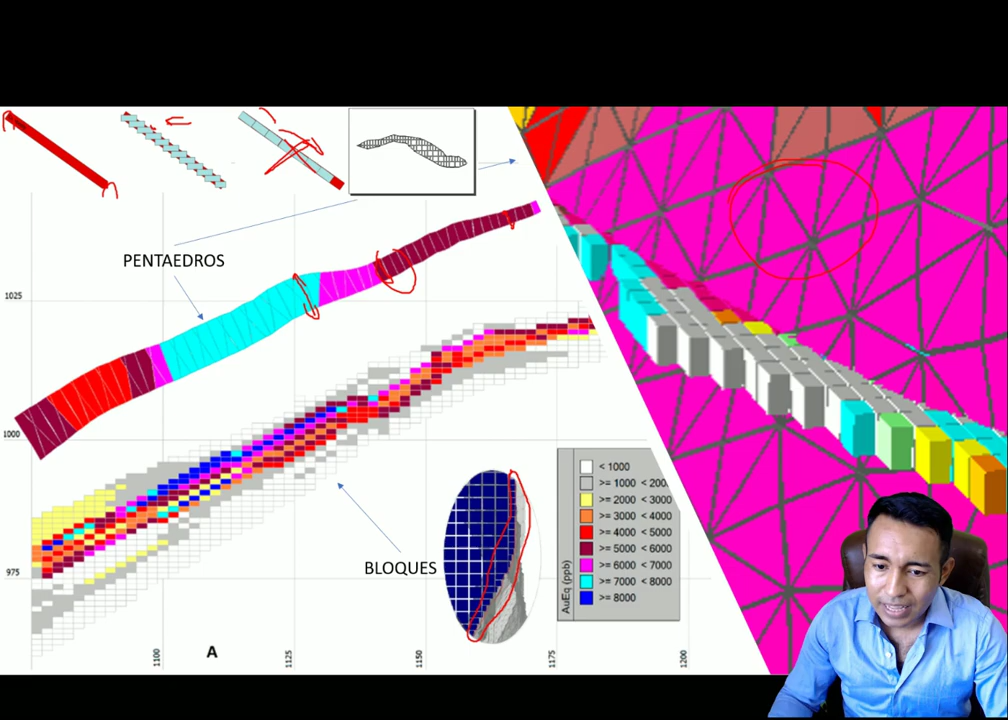 PENTAEDROS
1025
1000
975
BLOQUES
< 1000
>= 1000 < 200
>= 2000 < 3000
>= 3000 < 4000
>= 4000 < 5000
>= 5000 < 6000
>= 6000 < 7000
>= 7000 < 8000
>= 8000
AuEq (ppb)
A
1100
1125
1150
1175
1200